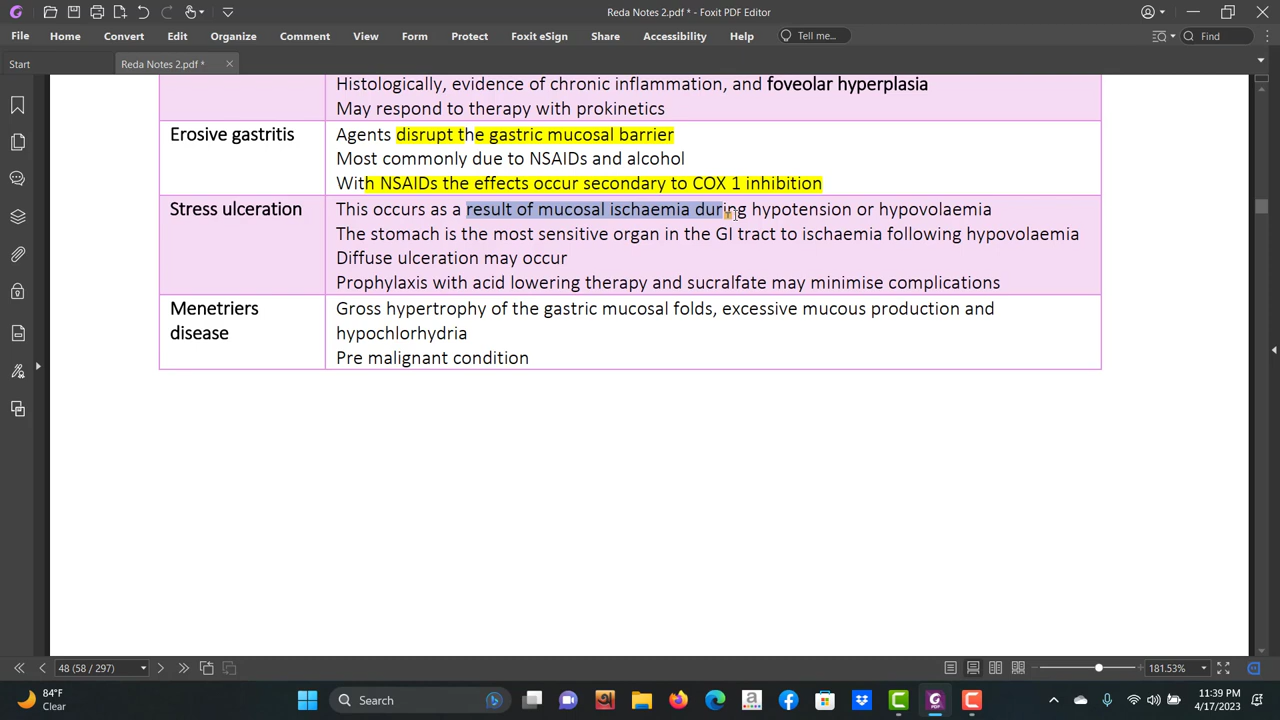 Reda Notes 2.pdf * - Foxit PDF Editor
File Home Convert Edit Organize Comment View Form Protect Foxit eSign Share Accessibility Help Tell me... Find
Start Reda Notes 2.pdf *
Histologically, evidence of chronic inflammation, and foveolar hyperplasia
May respond to therapy with prokinetics
Erosive gastritis
Agents disrupt the gastric mucosal barrier
Most commonly due to NSAIDs and alcohol
With NSAIDs the effects occur secondary to COX 1 inhibition
Stress ulceration
This occurs as a result of mucosal ischaemia during hypotension or hypovolaemia
The stomach is the most sensitive organ in the GI tract to ischaemia following hypovolaemia
Diffuse ulceration may occur
Prophylaxis with acid lowering therapy and sucralfate may minimise complications
Menetriers
disease
Gross hypertrophy of the gastric mucosal folds, excessive mucous production and
hypochlorhydria
Pre malignant condition
48 (58 / 297) 181.53%
84°F
Clear
Search
11:39 PM
4/17/2023